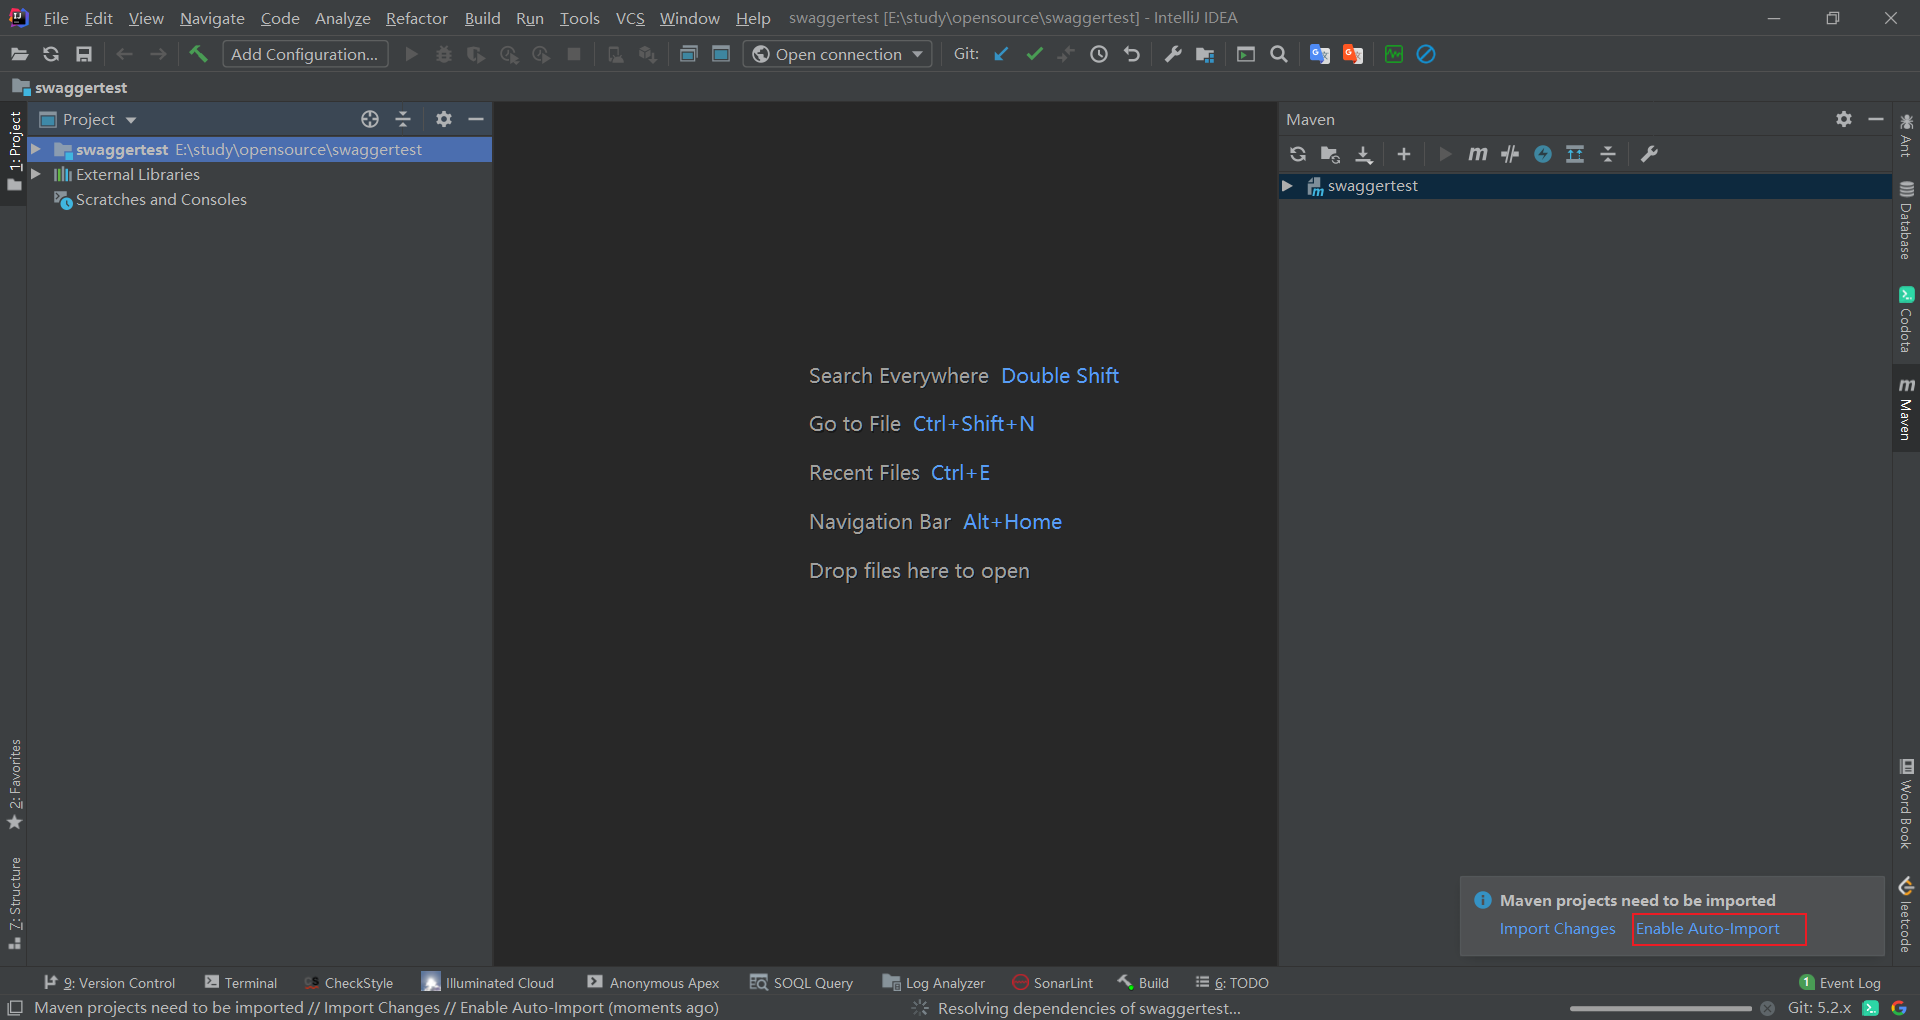 File Edit View Navigate Code Analyze Refactor Build Run Tools VCS Window Help swaggertest [E:\study\opensource\swaggertest] - IntelliJ IDEA
Add Configuration... Open connection Git:
swaggertest
1: Project
Project
swaggertest E:\study\opensource\swaggertest
External Libraries
Scratches and Consoles
2: Favorites
7: Structure
Search Everywhere Double Shift
Go to File Ctrl+Shift+N
Recent Files Ctrl+E
Navigation Bar Alt+Home
Drop files here to open
Maven
swaggertest
Ant
Database
Codota
Maven
Word Book
leetcode
Maven projects need to be imported
Import Changes Enable Auto-Import
9: Version Control Terminal CheckStyle Illuminated Cloud Anonymous Apex SOQL Query Log Analyzer SonarLint Build 6: TODO 1 Event Log
Maven projects need to be imported // Import Changes // Enable Auto-Import (moments ago) Resolving dependencies of swaggertest... Git: 5.2.x